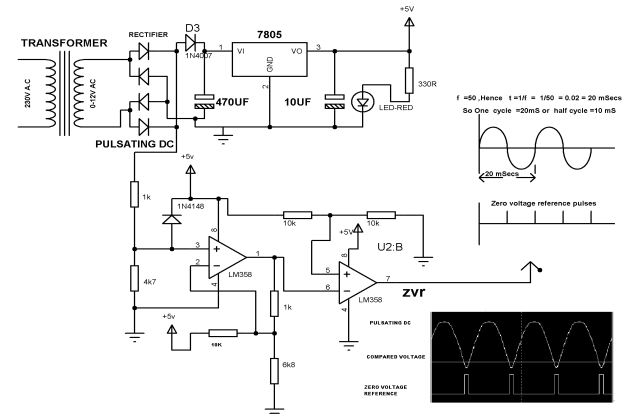 +5V
D3
RECTIFIER
7805
TRANSFORMER
1N4007
1
VI
VO
3
GND
2
230V A.C
0-12V AC
470UF
10UF
330R
LED-RED
PULSATING DC
f =50 ,Hence t =1/f = 1/50 = 0.02 = 20 mSecs
So One cycle =20mS or half cycle =10 mS
20 mSecs
Zero voltage reference pulses
+5v
1k
1N4148
8
10k
10k
+5V
U2:B
3
2
1
4
LM358
8
5
6
7
4
LM358
zvr
4k7
+5v
1k
10K
6k8
PULSATING DC
COMPARED VOLTAGE
ZERO VOLTAGE
REFERENCE